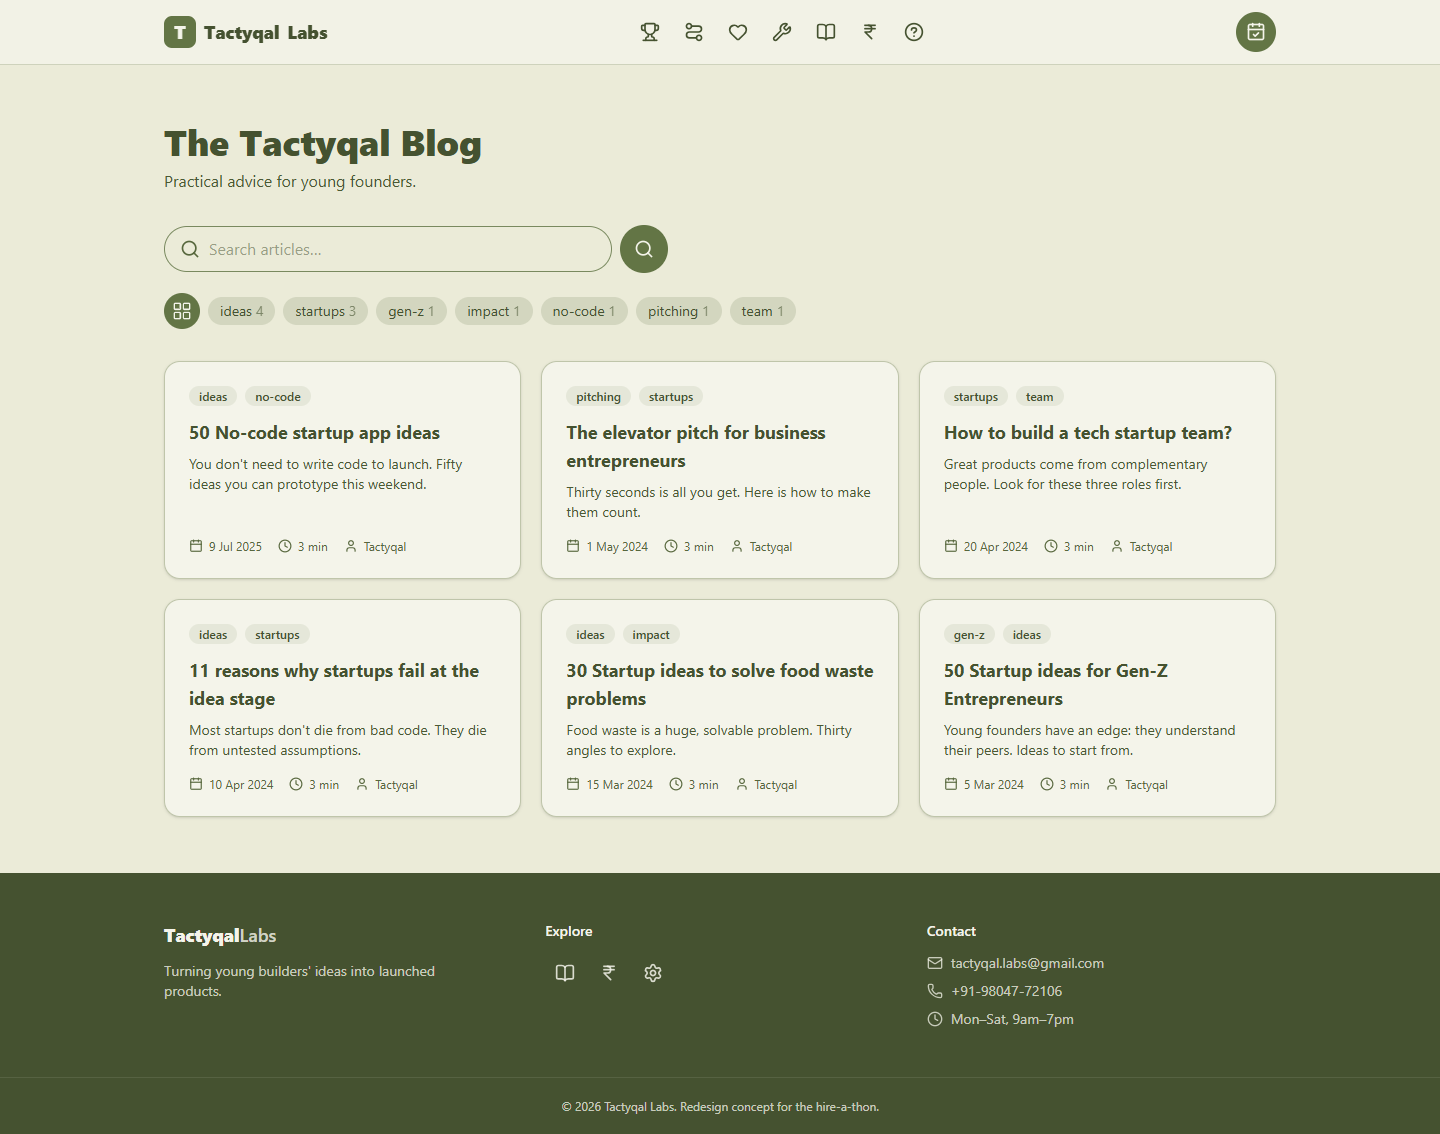 T Tactyqal Labs
The Tactyqal Blog
Practical advice for young founders.
Search articles...
ideas 4 startups 3 gen-z 1 impact 1 no-code 1 pitching 1 team 1
ideas no-code
50 No-code startup app ideas
You don't need to write code to launch. Fifty
ideas you can prototype this weekend.
9 Jul 2025 3 min Tactyqal
pitching startups
The elevator pitch for business
entrepreneurs
Thirty seconds is all you get. Here is how to make
them count.
1 May 2024 3 min Tactyqal
startups team
How to build a tech startup team?
Great products come from complementary
people. Look for these three roles first.
20 Apr 2024 3 min Tactyqal
ideas startups
11 reasons why startups fail at the
idea stage
Most startups don't die from bad code. They die
from untested assumptions.
10 Apr 2024 3 min Tactyqal
ideas impact
30 Startup ideas to solve food waste
problems
Food waste is a huge, solvable problem. Thirty
angles to explore.
15 Mar 2024 3 min Tactyqal
gen-z ideas
50 Startup ideas for Gen-Z
Entrepreneurs
Young founders have an edge: they understand
their peers. Ideas to start from.
5 Mar 2024 3 min Tactyqal
TactyqalLabs
Turning young builders' ideas into launched
products.
Explore
₹
Contact
tactyqal.labs@gmail.com
+91-98047-72106
Mon–Sat, 9am–7pm
© 2026 Tactyqal Labs. Redesign concept for the hire-a-thon.